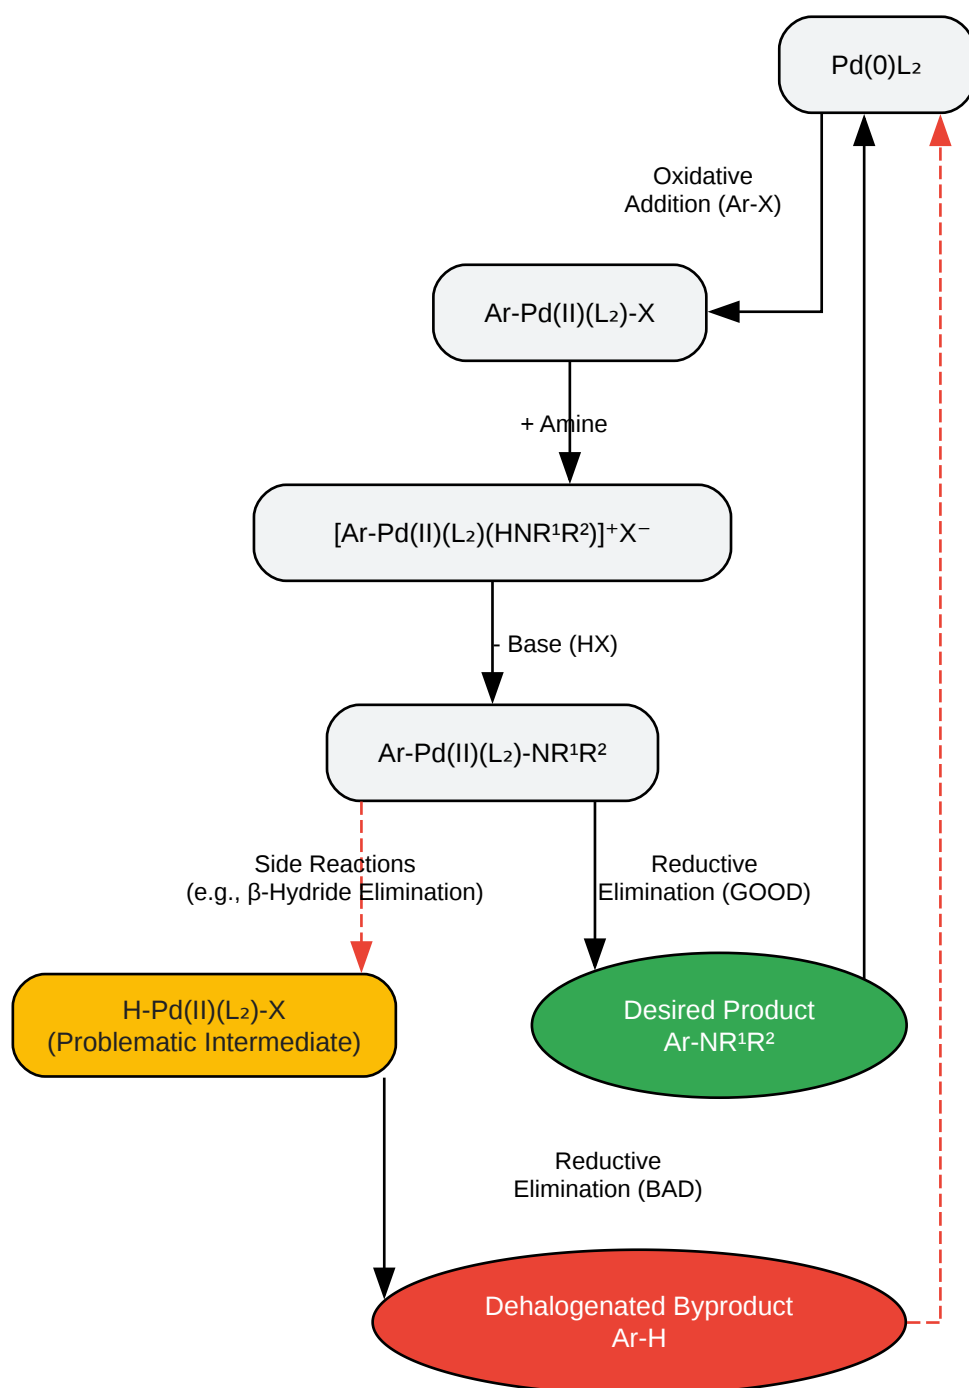 Pd(0)L₂
Oxidative
Addition (Ar-X)
Ar-Pd(II)(L₂)-X
+ Amine
[Ar-Pd(II)(L₂)(HNR¹R²)]⁺X⁻
- Base (HX)
Ar-Pd(II)(L₂)-NR¹R²
Side Reactions
(e.g., β-Hydride Elimination)
Reductive
Elimination (GOOD)
H-Pd(II)(L₂)-X
(Problematic Intermediate)
Desired Product
Ar-NR¹R²
Reductive
Elimination (BAD)
Dehalogenated Byproduct
Ar-H